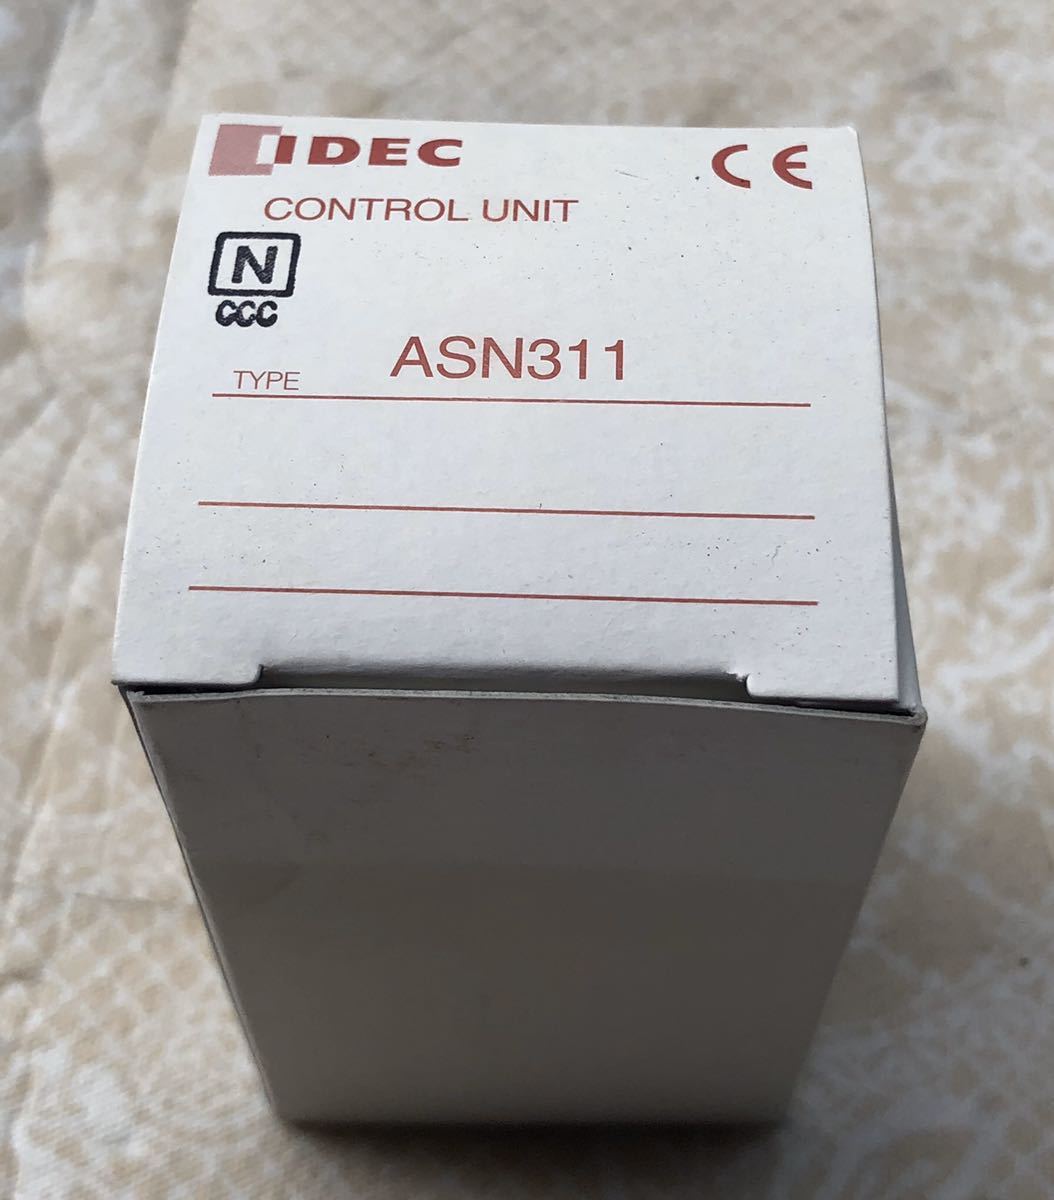 IDEC CE
CONTROL UNIT
N
CCC
TYPE ASN311